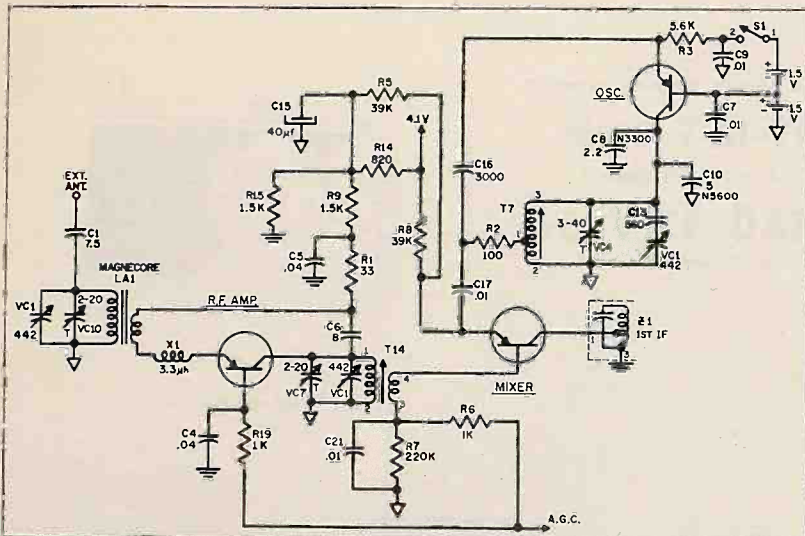 5.6K
R3
S1
2
1
C9
.01
1.5
V
1.5
V
OSC.
C7
.01
C15
40µf
R5
39K
4.1V
C8
N3300
2.2
R14
820
C16
3000
C10
5
N5600
EXT.
ANT.
R15
1.5K
R9
1.5K
T7
3
C1
7.5
R8
39K
R2
100
1
3-40
T
VC4
C13
560
VC1
442
C5
.04
R1
33
2
MAGNECORE
LA1
C17
.01
VC1
442
2-20
T
VC10
R.F. AMP.
C6
8
Z1
1ST IF
3
X1
3.3µh
T14
2-20
T
VC7
442
VC1
1
2
4
3
MIXER
R6
1K
C4
.04
R19
1K
C21
.01
R7
220K
A.G.C.